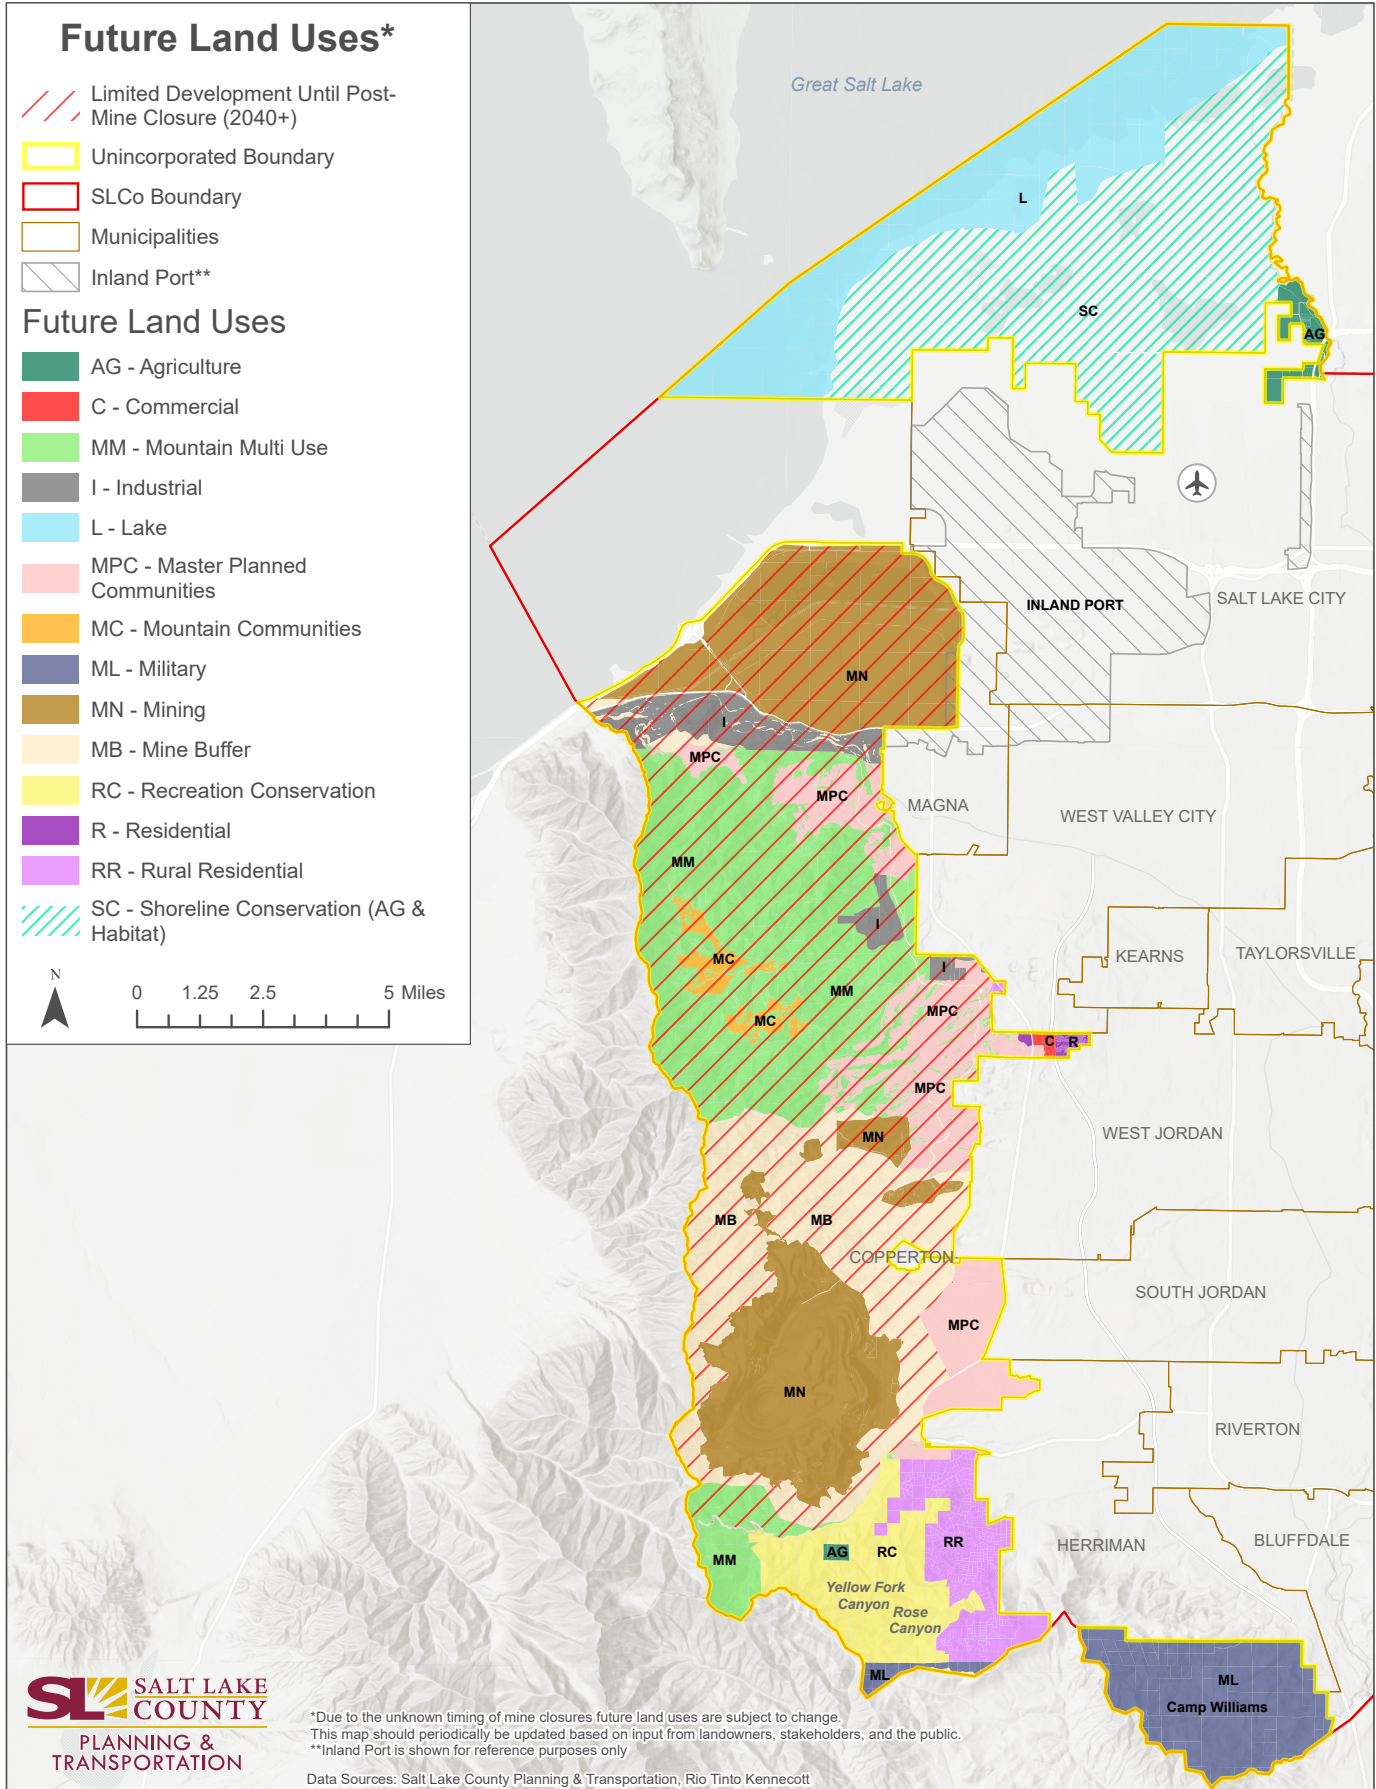 Future Land Uses*
Limited Development Until Post-
Mine Closure (2040+)
Unincorporated Boundary
SLCo Boundary
Municipalities
Inland Port**
Future Land Uses
AG - Agriculture
C - Commercial
MM - Mountain Multi Use
I - Industrial
L - Lake
MPC - Master Planned
Communities
MC - Mountain Communities
ML - Military
MN - Mining
MB - Mine Buffer
RC - Recreation Conservation
R - Residential
RR - Rural Residential
SC - Shoreline Conservation (AG &
Habitat)
N
0 1.25 2.5 5 Miles
Great Salt Lake
L
SC
AG
INLAND PORT
SALT LAKE CITY
MN
I
MPC
MPC
MAGNA
WEST VALLEY CITY
MM
I
MC
I
KEARNS
TAYLORSVILLE
MM
MPC
MC
C
R
MPC
MN
WEST JORDAN
MB
MB
COPPERTON
SOUTH JORDAN
MPC
MN
RIVERTON
MM
AG
RC
RR
HERRIMAN
BLUFFDALE
Yellow Fork
Canyon
Rose
Canyon
ML
ML
Camp Williams
SL SALT LAKE
COUNTY
PLANNING &
TRANSPORTATION
*Due to the unknown timing of mine closures future land uses are subject to change.
This map should periodically be updated based on input from landowners, stakeholders, and the public.
**Inland Port is shown for reference purposes only
Data Sources: Salt Lake County Planning & Transportation, Rio Tinto Kennecott